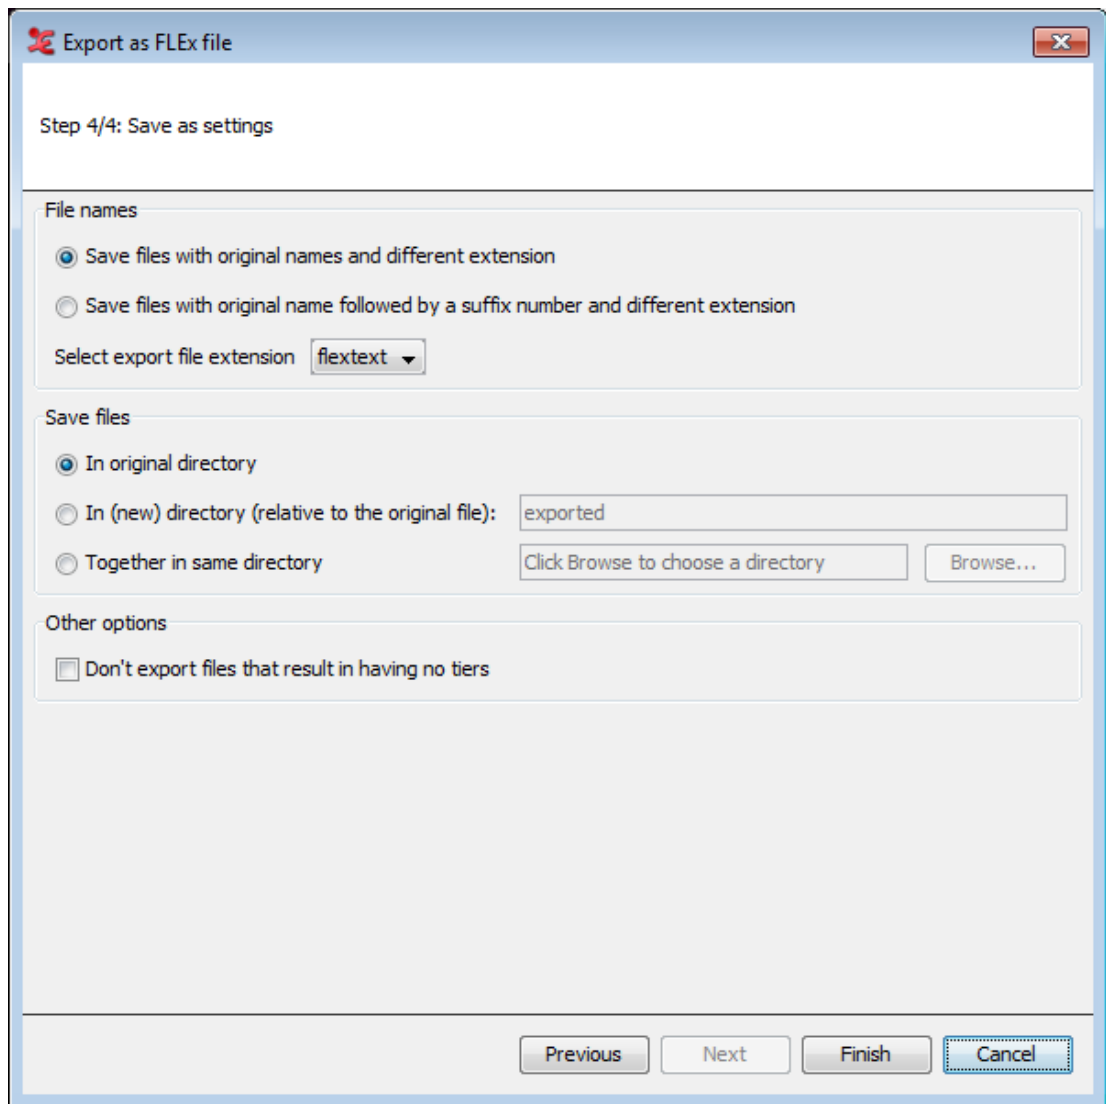 Export as FLEx file
Step 4/4: Save as settings
File names
Save files with original names and different extension
Save files with original name followed by a suffix number and different extension
Select export file extension flextext
Save files
In original directory
In (new) directory (relative to the original file): exported
Together in same directory Click Browse to choose a directory Browse...
Other options
Don't export files that result in having no tiers
Previous Next Finish Cancel